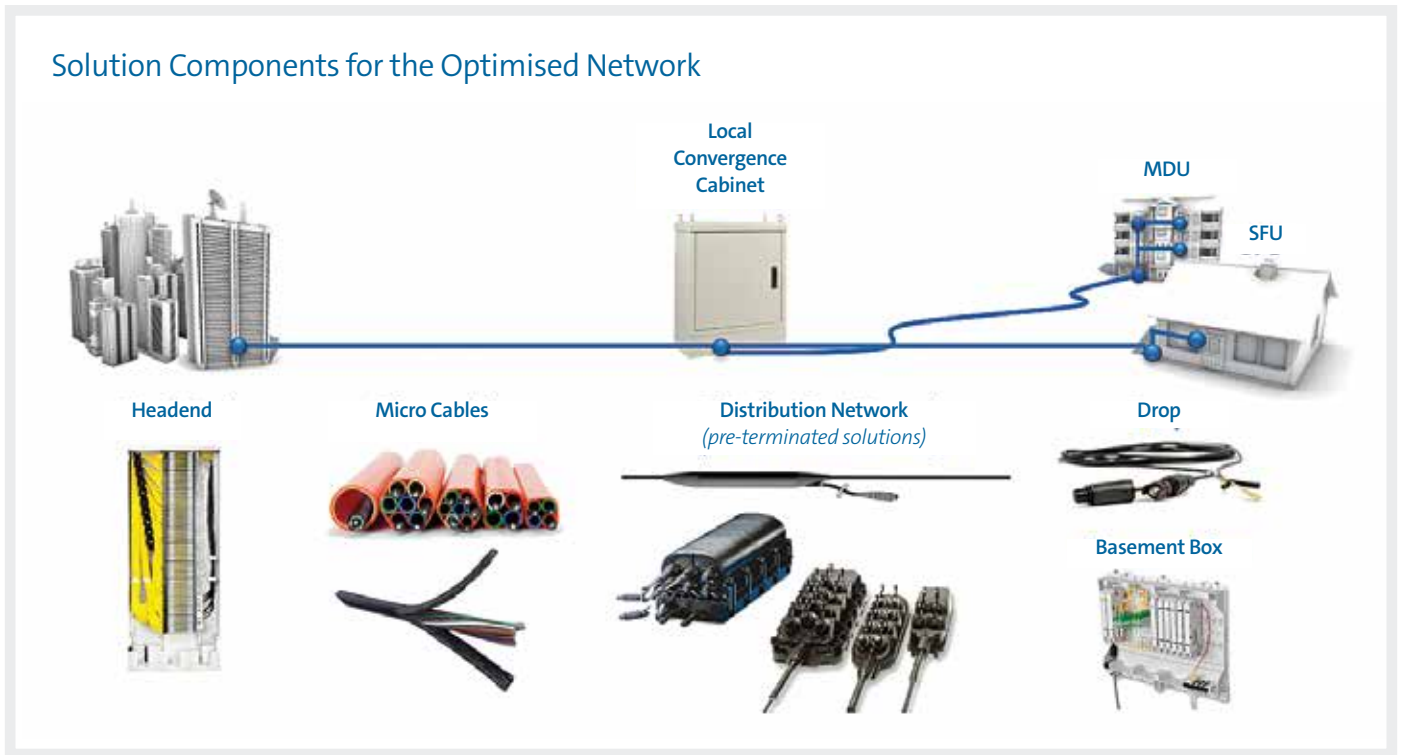 Solution Components for the Optimised Network
Local
Convergence
Cabinet
MDU
SFU
Headend
Micro Cables
Distribution Network
(pre-terminated solutions)
Drop
Basement Box